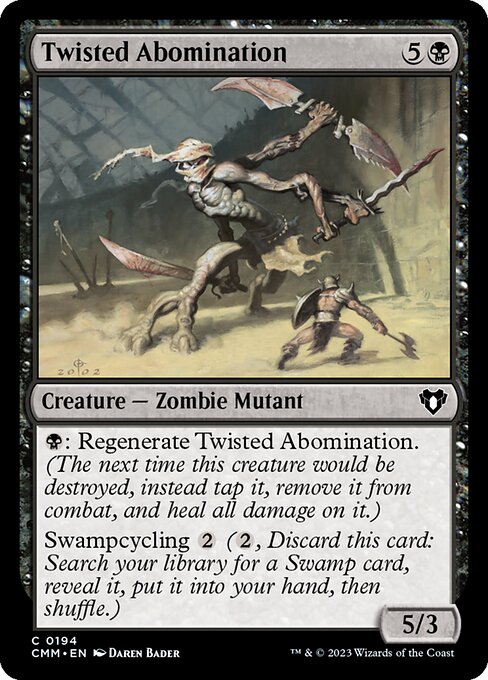 Twisted Abomination 5
2002
Creature — Zombie Mutant
: Regenerate Twisted Abomination.
(The next time this creature would be
destroyed, instead tap it, remove it from
combat, and heal all damage on it.)
Swampcycling 2 (2, Discard this card:
Search your library for a Swamp card,
reveal it, put it into your hand, then
shuffle.)
5/3
C 0194
CMM • EN Daren Bader
™ & © 2023 Wizards of the Coast